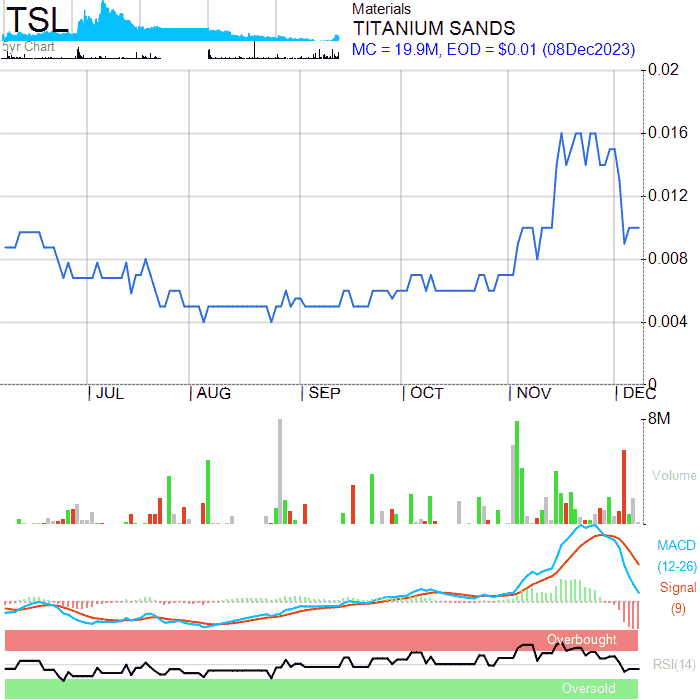 TSL
5yr Chart
Materials
TITANIUM SANDS
MC = 19.9M, EOD = $0.01 (08Dec2023)
0.02
0.016
0.012
0.008
0.004
0
JUL AUG SEP OCT NOV DEC
8M
Volume
MACD
(12-26)
Signal
(9)
Overbought
RSI(14)
Oversold